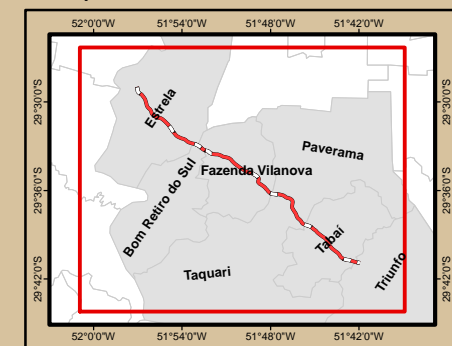 52°0'0"W 51°54'0"W 51°48'0"W 51°42'0"W
29°30'0"S
29°30'0"S
Estrela
Paverama
Fazenda Vilanova
29°36'0"S
29°36'0"S
Bom Retiro do Sul
Tabaí
Taquari
Triunfo
29°42'0"S
29°42'0"S
52°0'0"W 51°54'0"W 51°48'0"W 51°42'0"W